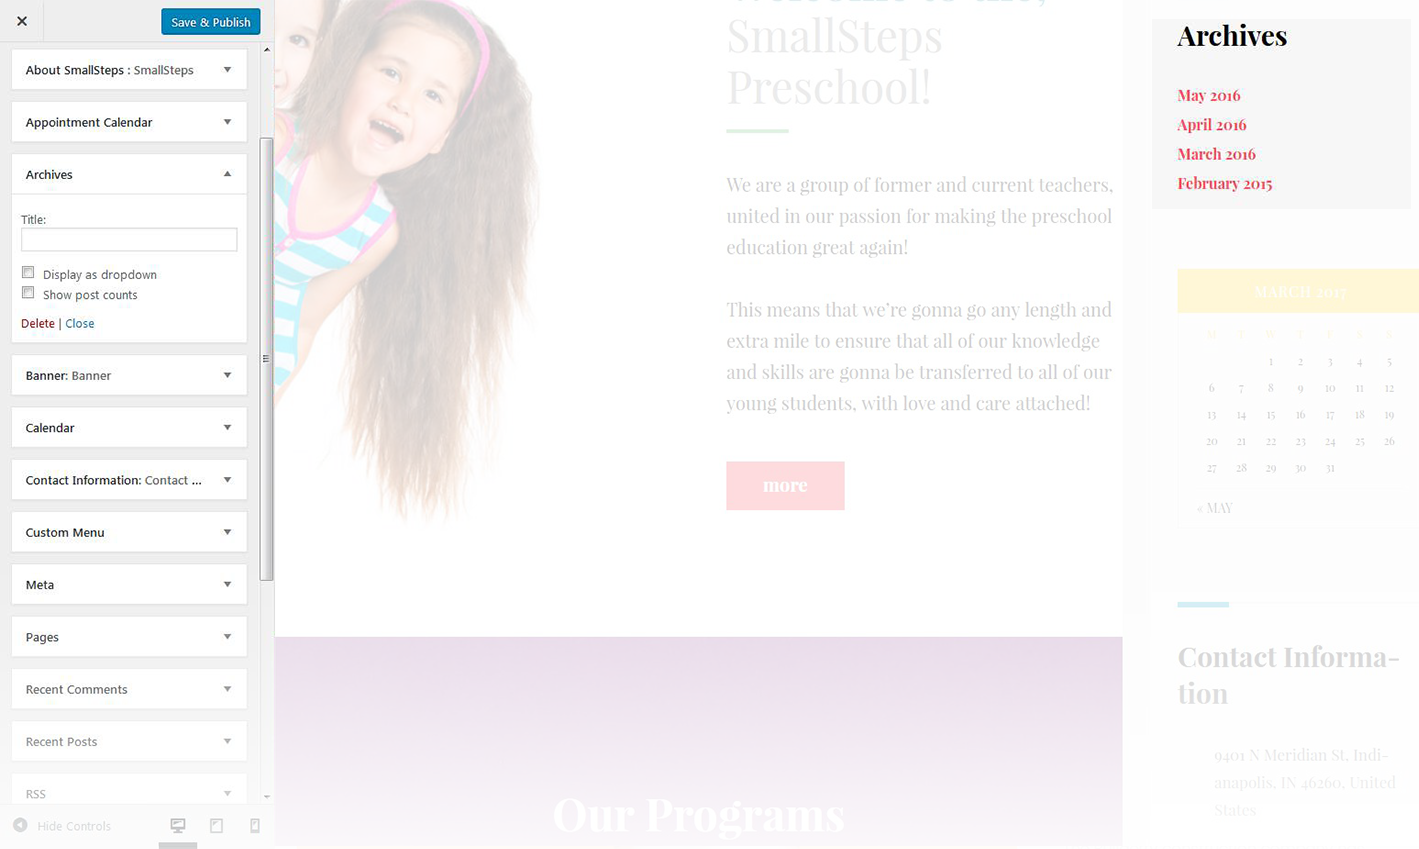 Save & Publish
About SmallSteps : SmallSteps
Appointment Calendar
Archives
Title:
Display as dropdown
Show post counts
Delete | Close
Banner: Banner
Calendar
Contact Information: Contact ...
Custom Menu
Meta
Pages
Recent Comments
Recent Posts
RSS
Hide Controls
SmallSteps
Preschool!
We are a group of former and current teachers,
united in our passion for making the preschool
education great again!
This means that we're gonna go any length and
extra mile to ensure that all of our knowledge
and skills are gonna be transferred to all of our
young students, with love and care attached!
more
Our Programs
Archives
May 2016
April 2016
March 2016
February 2015
MARCH 2017
M T W T F S S
1 2 3 4 5
6 7 8 9 10 11 12
13 14 15 16 17 18 19
20 21 22 23 24 25 26
27 28 29 30 31
« MAY
Contact Informa-
tion
9401 N Meridian St, Indi-
anapolis, IN 46260, United
States